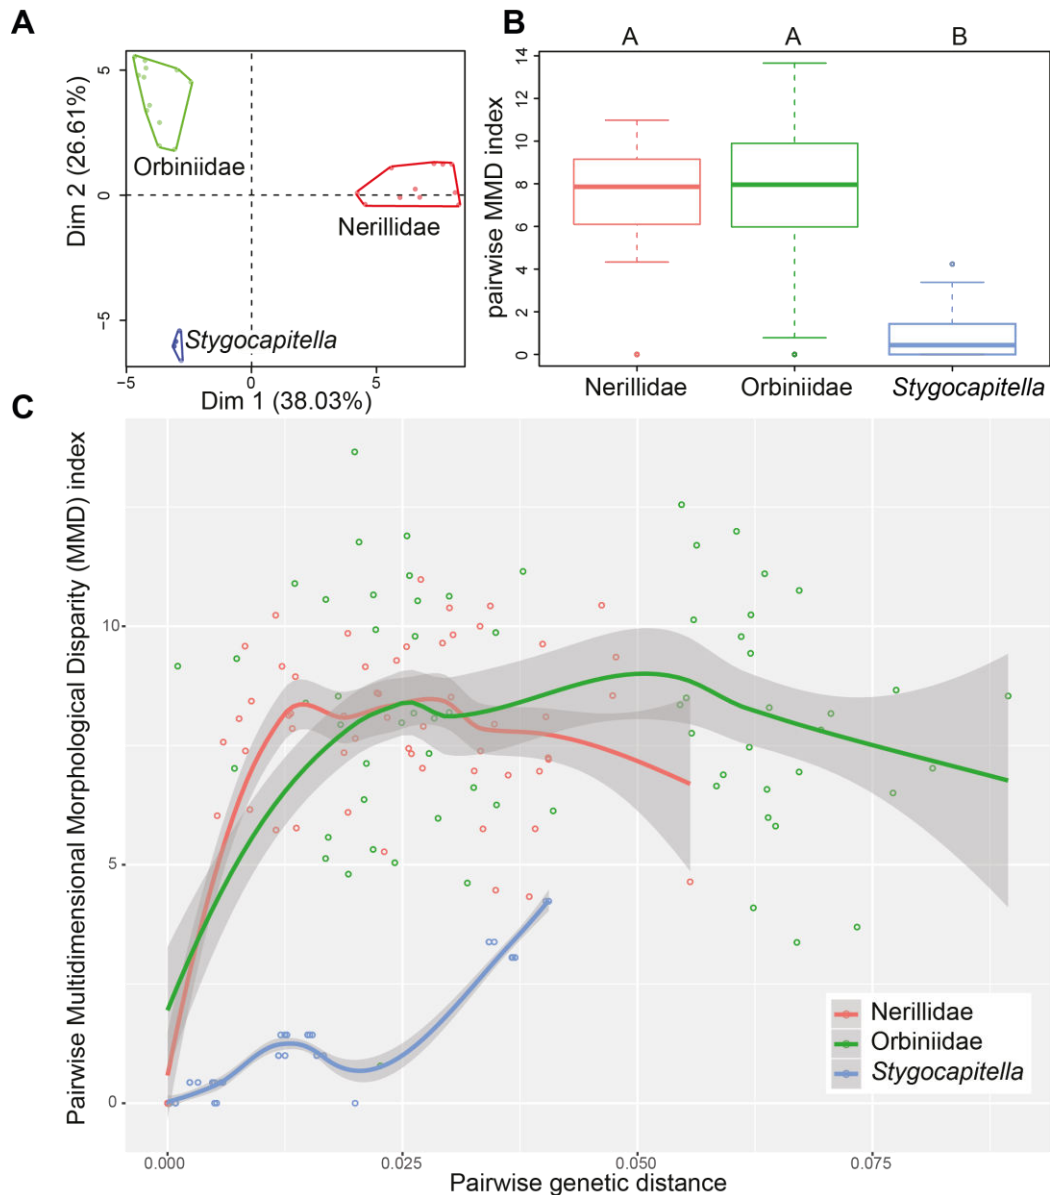 A
Dim 2 (26.61%)
5
0
−5
Orbiniidae
Nerillidae
Stygocapitella
−5
0
5
Dim 1 (38.03%)
B
A
A
B
pairwise MMD index
14
12
10
8
6
4
2
0
Nerillidae
Orbiniidae
Stygocapitella
C
Pairwise Multidimensional Morphological Disparity (MMD) index
10
5
0
Nerillidae
Orbiniidae
Stygocapitella
0.000
0.025
0.050
0.075
Pairwise genetic distance